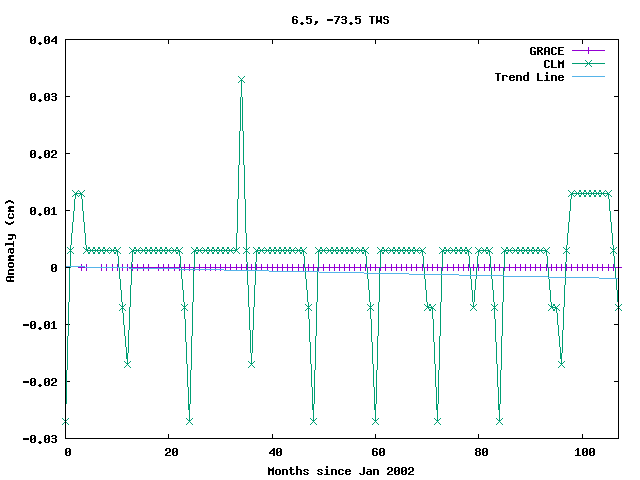 6.5, -73.5 TWS
0.04
0.03
0.02
0.01
0
-0.01
-0.02
-0.03
Anomaly (cm)
GRACE
CLM
Trend Line
0 20 40 60 80 100
Months since Jan 2002